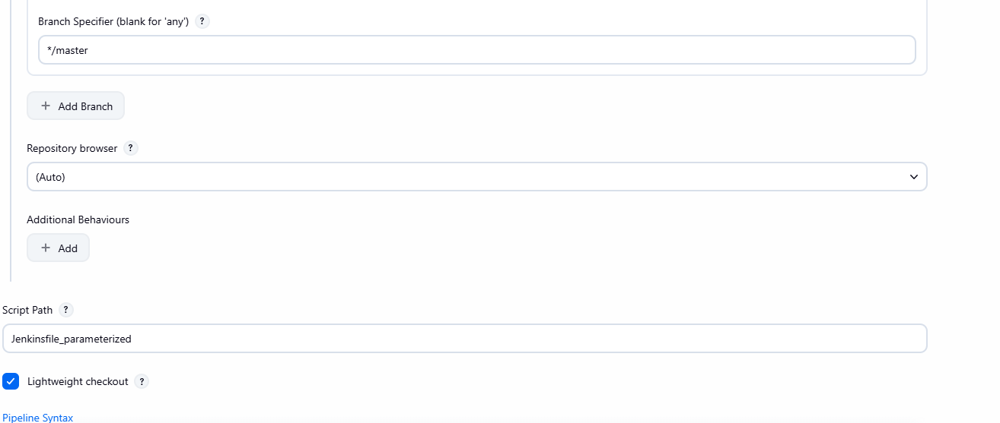 Branch Specifier (blank for 'any') ?
*/master
+ Add Branch
Repository browser ?
(Auto)
Additional Behaviours
+ Add
Script Path ?
Jenkinsfile_parameterized
Lightweight checkout ?
Pipeline Syntax